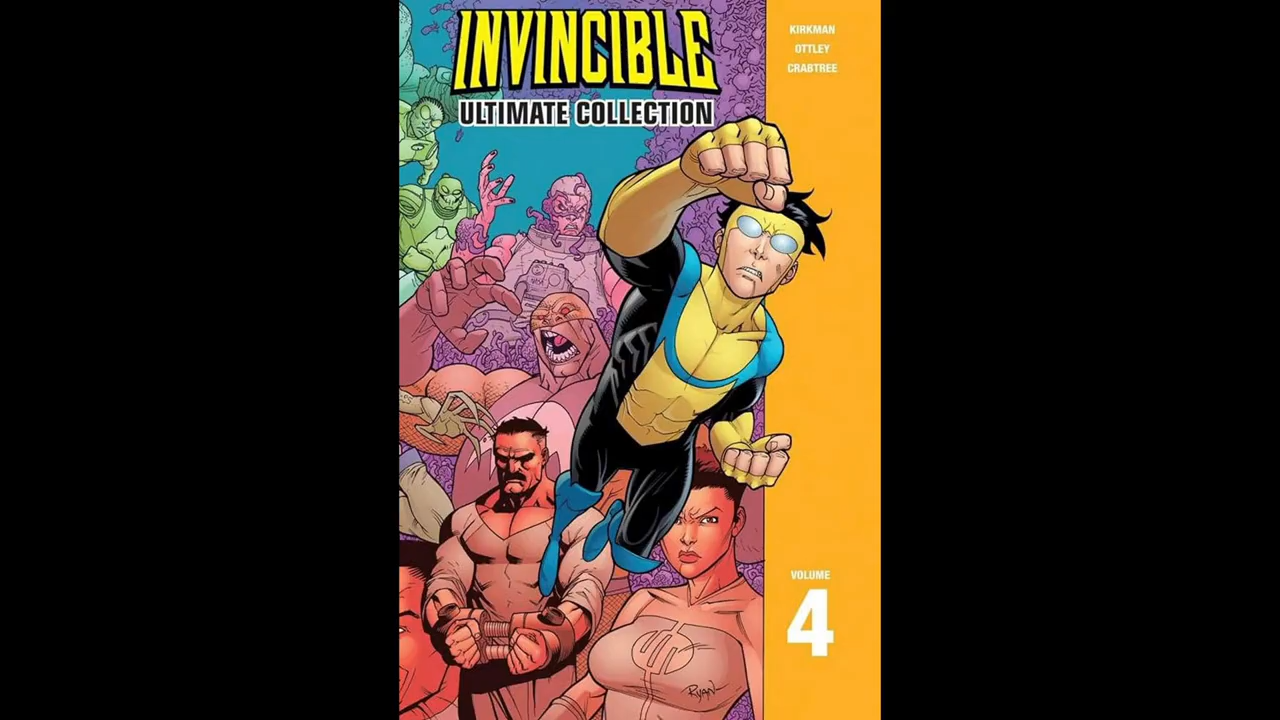 INVINCIBLE
ULTIMATE COLLECTION
KIRKMAN
OTTLEY
CRABTREE
VOLUME
4
RYAN